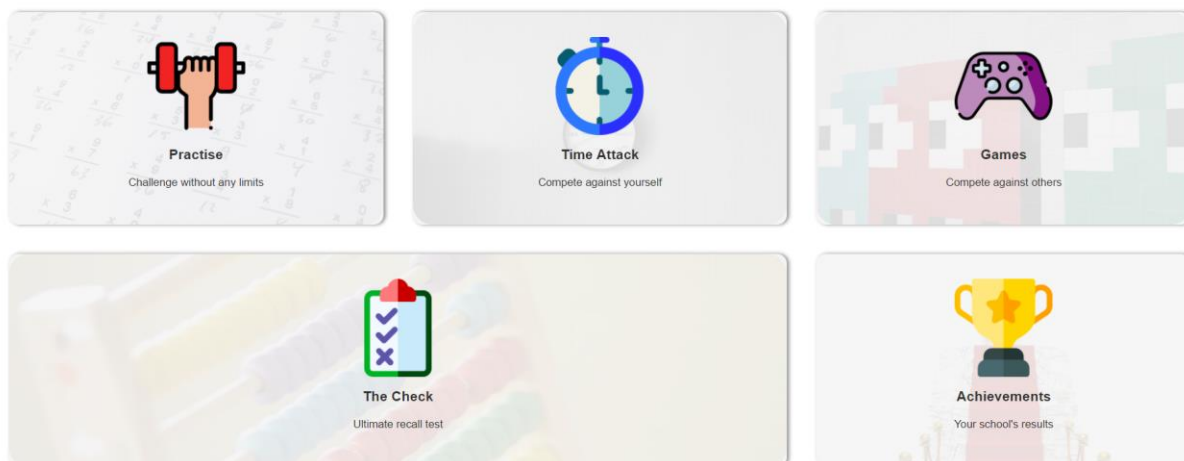 Practise
Challenge without any limits
Time Attack
Compete against yourself
Games
Compete against others
The Check
Ultimate recall test
Achievements
Your school's results